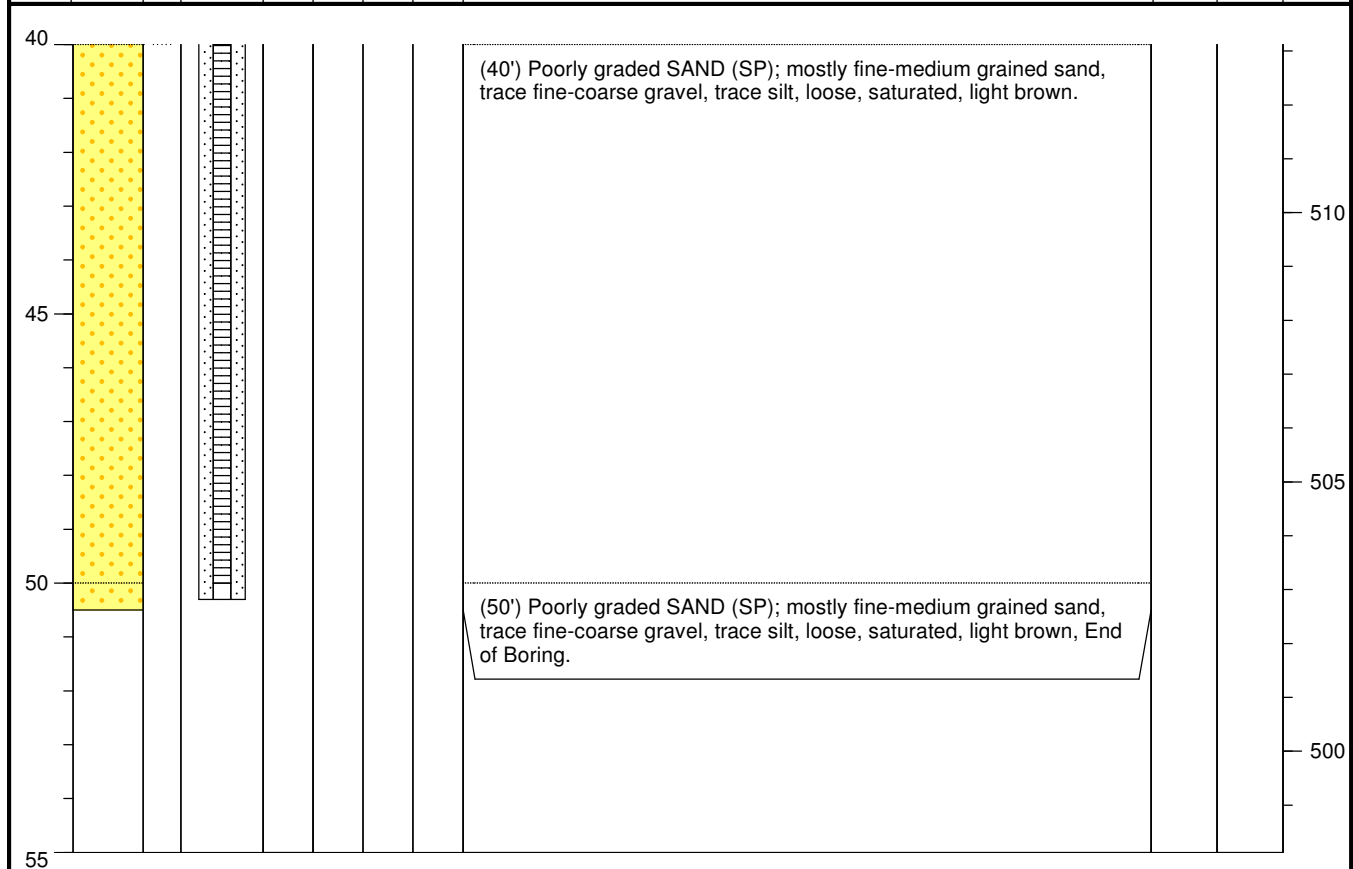 40
(40') Poorly graded SAND (SP); mostly fine-medium grained sand,
trace fine-coarse gravel, trace silt, loose, saturated, light brown.
510
45
505
50
(50') Poorly graded SAND (SP); mostly fine-medium grained sand,
trace fine-coarse gravel, trace silt, loose, saturated, light brown, End
of Boring.
500
55